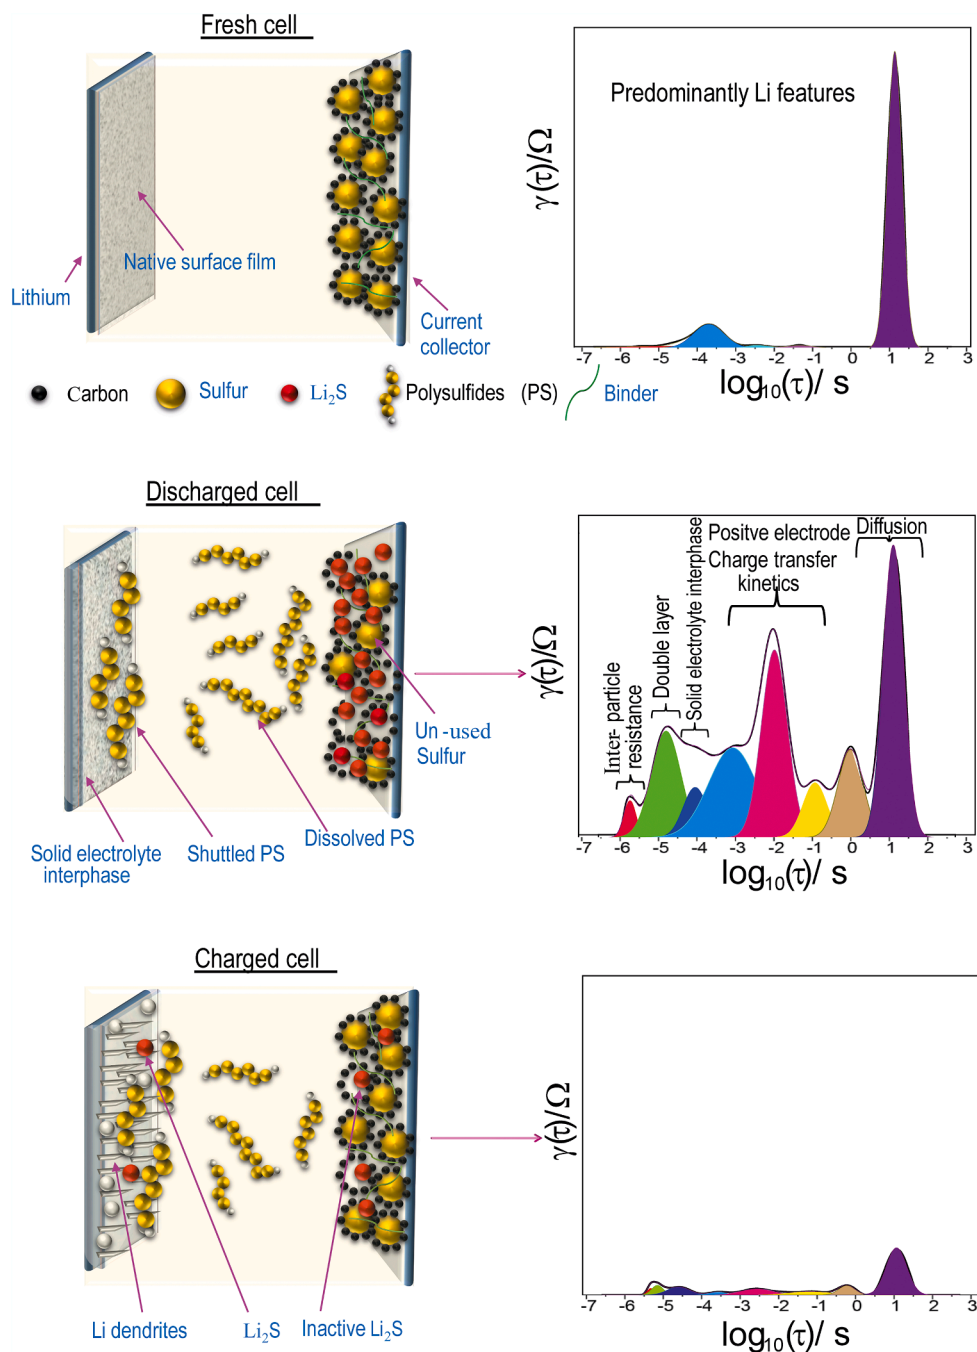 Fresh cell
Predominantly Li features
γ(τ)/Ω
Native surface film
Lithium
Current
collector
-7 -6 -5 -4 -3 -2 -1 0 1 2 3
log10(τ)/ s
Carbon
Sulfur
Li2S
Polysulfides (PS)
Binder
Discharged cell
Positve electrode
Charge transfer
kinetics
Diffusion
Inter- particle
resistance
Double layer
Solid electrolyte interphase
γ(τ)/Ω
Un-used
Sulfur
Dissolved PS
Shuttled PS
Solid electrolyte
interphase
-7 -6 -5 -4 -3 -2 -1 0 1 2 3
log10(τ)/ s
Charged cell
γ(τ)/Ω
Li dendrites
Li2S
Inactive Li2S
-7 -6 -5 -4 -3 -2 -1 0 1 2 3
log10(τ)/ s